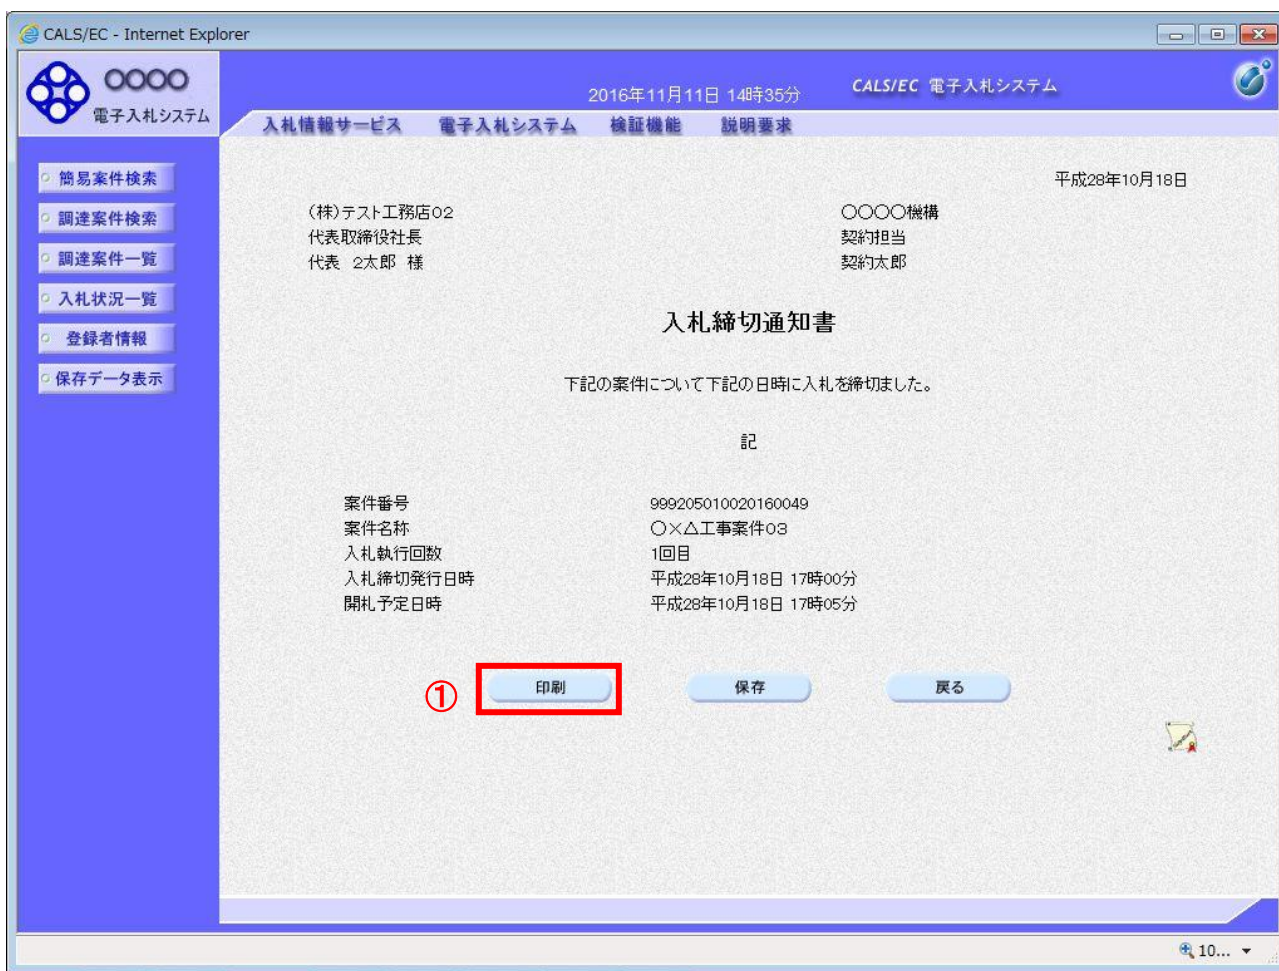 CALS/EC - Internet Explorer
○○○○
電子入札システム
2016年11月11日 14時35分
CALS/EC 電子入札システム
入札情報サービス 電子入札システム 検証機能 説明要求
簡易案件検索
調達案件検索
調達案件一覧
入札状況一覧
登録者情報
保存データ表示
平成28年10月18日
(株)テスト工務店02
代表取締役社長
代表 2太郎 様
○○○○機構
契約担当
契約太郎
入札締切通知書
下記の案件について下記の日時に入札を締切ました。
記
案件番号 999205010020160049
案件名称 ○×△工事案件03
入札執行回数 1回目
入札締切発行日時 平成28年10月18日 17時00分
開札予定日時 平成28年10月18日 17時05分
① 印刷 保存 戻る
10...